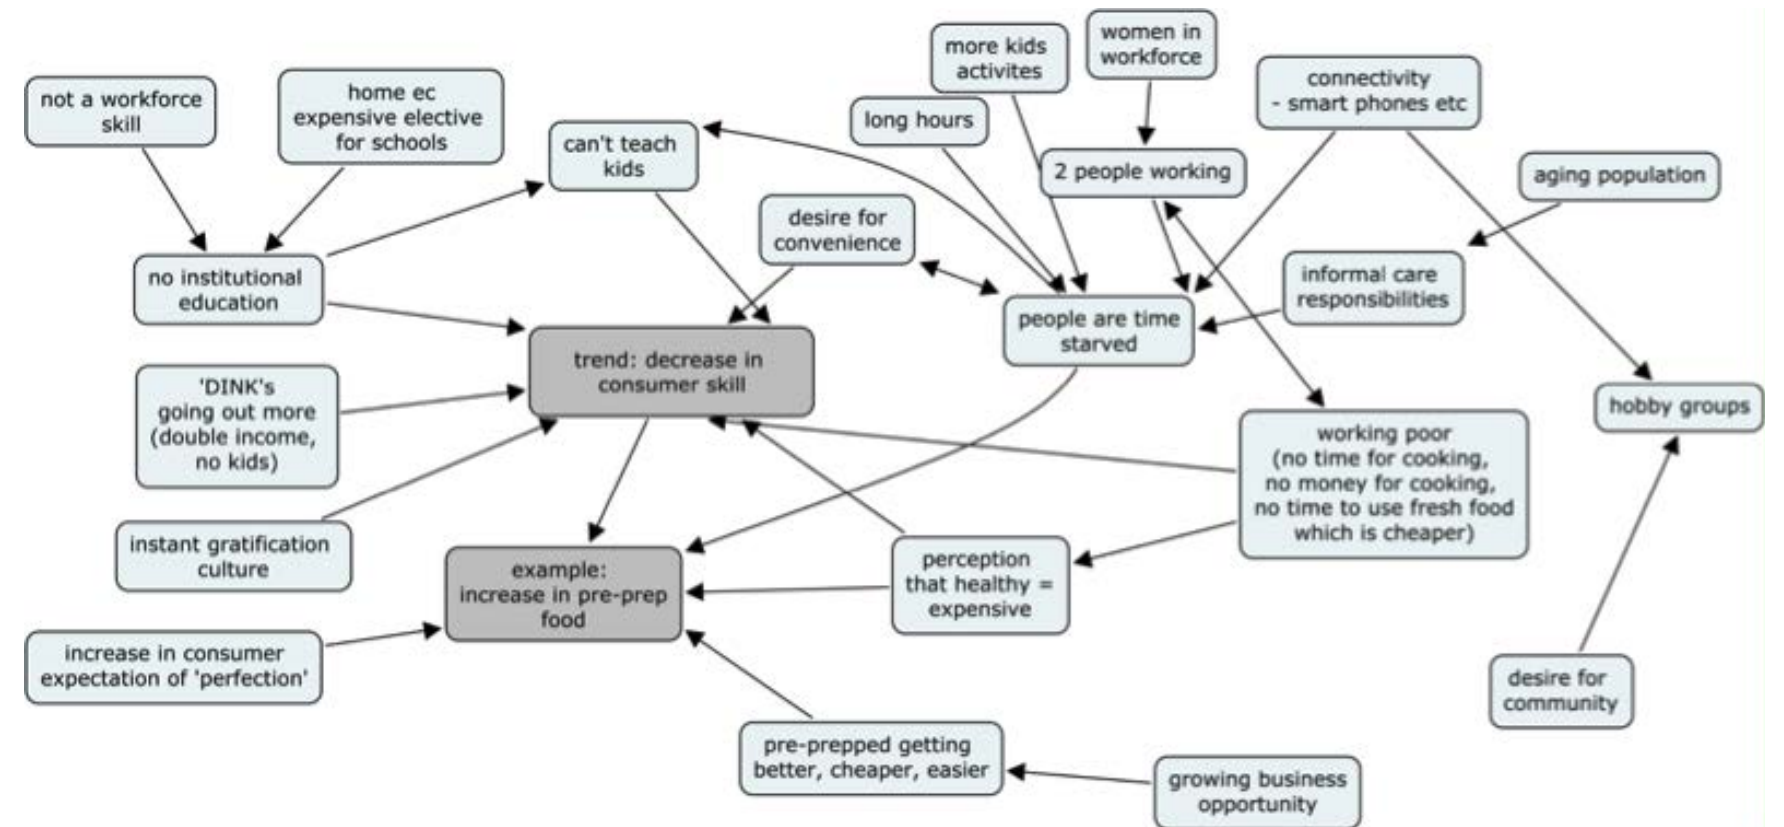 more kids
activites
women in
workforce
connectivity
- smart phones etc
not a workforce
skill
home ec
expensive elective
for schools
long hours
can't teach
kids
2 people working
aging population
desire for
convenience
no institutional
education
informal care
responsibilities
people are time
starved
trend: decrease in
consumer skill
'DINK's
going out more
(double income,
no kids)
hobby groups
working poor
(no time for cooking,
no money for cooking,
no time to use fresh food
which is cheaper)
instant gratification
culture
example:
increase in pre-prep
food
perception
that healthy =
expensive
increase in consumer
expectation of 'perfection'
desire for
community
pre-prepped getting
better, cheaper, easier
growing business
opportunity